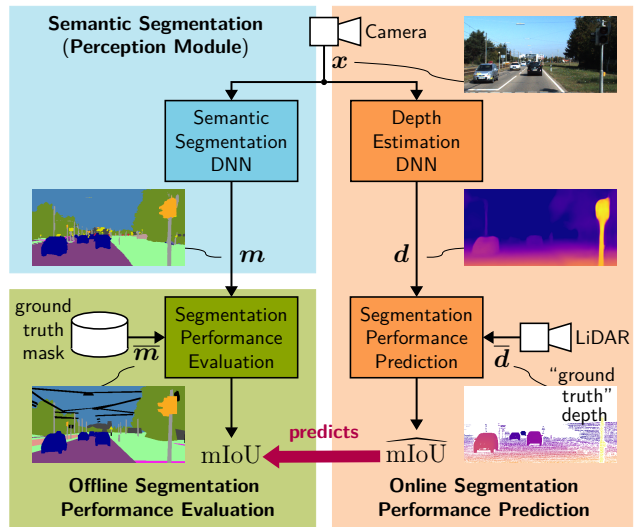 Semantic Segmentation
(Perception Module)
Camera
x
Semantic
Segmentation
DNN
Depth
Estimation
DNN
m
d
ground
truth
mask
m̅
Segmentation
Performance
Evaluation
Segmentation
Performance
Prediction
d̅
LiDAR
“ground
truth”
depth
predicts
mIoU
m̂IoU
Offline Segmentation
Performance Evaluation
Online Segmentation
Performance Prediction